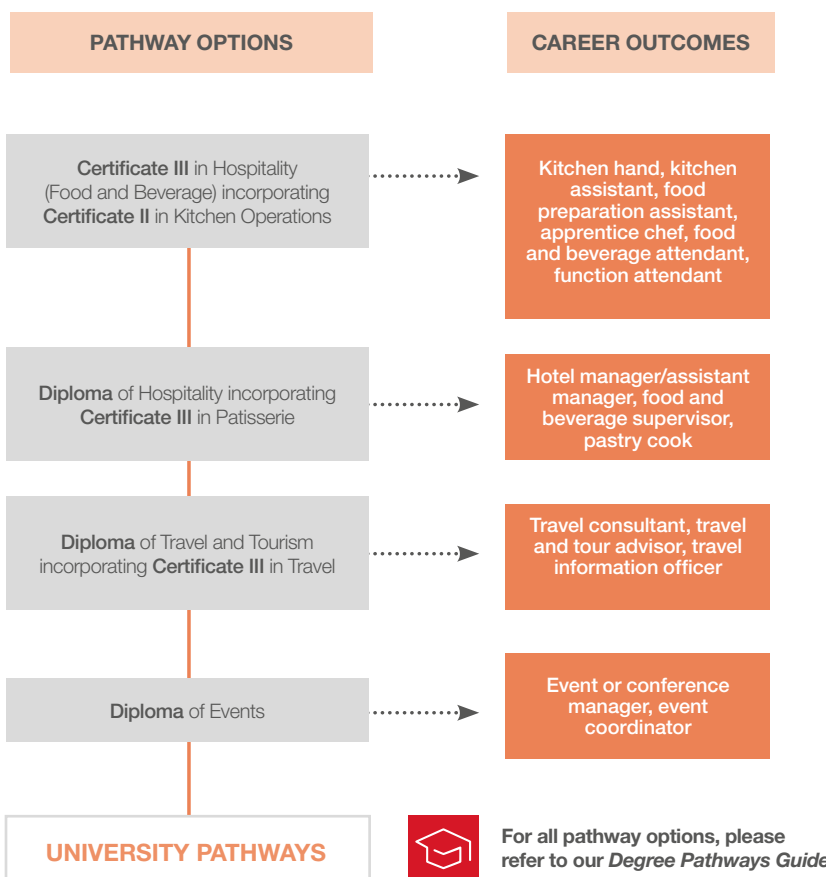 PATHWAY OPTIONS
CAREER OUTCOMES
Certificate III in Hospitality
(Food and Beverage) incorporating
Certificate II in Kitchen Operations
Kitchen hand, kitchen
assistant, food
preparation assistant,
apprentice chef, food
and beverage attendant,
function attendant
Diploma of Hospitality incorporating
Certificate III in Patisserie
Hotel manager/assistant
manager, food and
beverage supervisor,
pastry cook
Diploma of Travel and Tourism
incorporating Certificate III in Travel
Travel consultant, travel
and tour advisor, travel
information officer
Diploma of Events
Event or conference
manager, event
coordinator
UNIVERSITY PATHWAYS
For all pathway options, please
refer to our Degree Pathways Guide